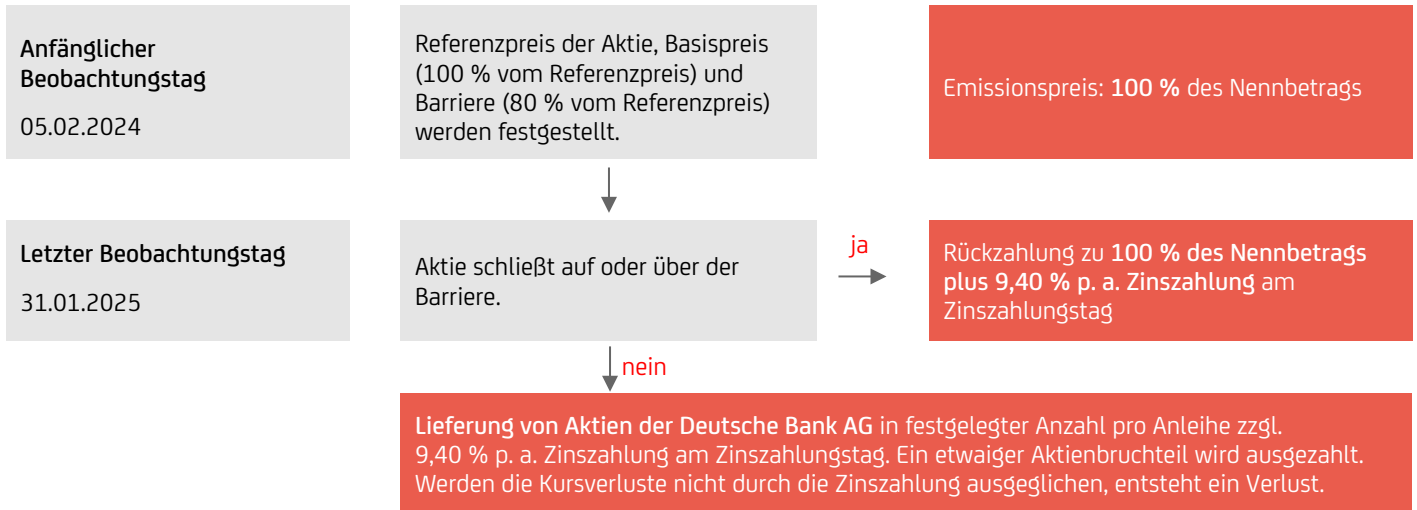 Anfänglicher
Beobachtungstag
05.02.2024
Referenzpreis der Aktie, Basispreis
(100 % vom Referenzpreis) und
Barriere (80 % vom Referenzpreis)
werden festgestellt.
Emissionspreis: 100 % des Nennbetrags
Letzter Beobachtungstag
31.01.2025
Aktie schließt auf oder über der
Barriere.
ja
Rückzahlung zu 100 % des Nennbetrags
plus 9,40 % p. a. Zinszahlung am
Zinszahlungstag
nein
Lieferung von Aktien der Deutsche Bank AG in festgelegter Anzahl pro Anleihe zzgl.
9,40 % p. a. Zinszahlung am Zinszahlungstag. Ein etwaiger Aktienbruchteil wird ausgezahlt.
Werden die Kursverluste nicht durch die Zinszahlung ausgeglichen, entsteht ein Verlust.